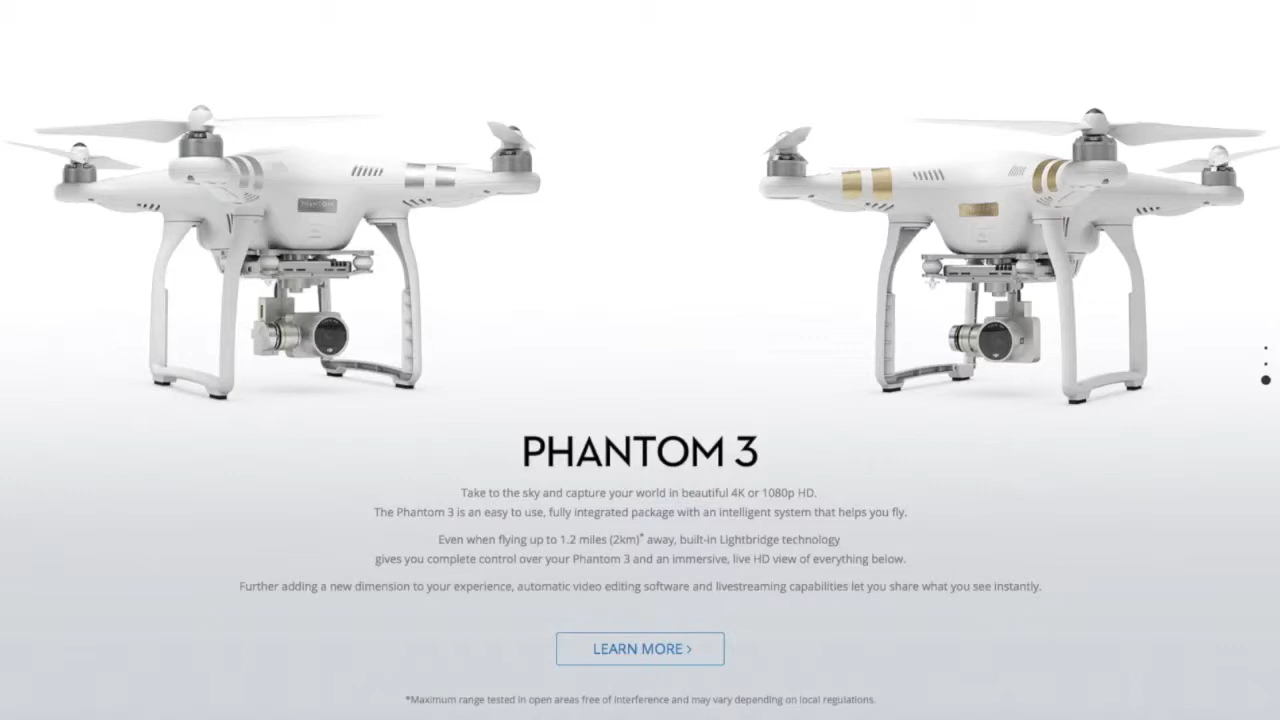 PHANTOM
PHANTOM 3
Take to the sky and capture your world in beautiful 4K or 1080p HD.
The Phantom 3 is an easy to use, fully integrated package with an intelligent system that helps you fly.
Even when flying up to 1.2 miles (2km)* away, built-in Lightbridge technology
gives you complete control over your Phantom 3 and an immersive, live HD view of everything below.
Further adding a new dimension to your experience, automatic video editing software and livestreaming capabilities let you share what you see instantly.
LEARN MORE >
*Maximum range tested in open areas free of interference and may vary depending on local regulations.